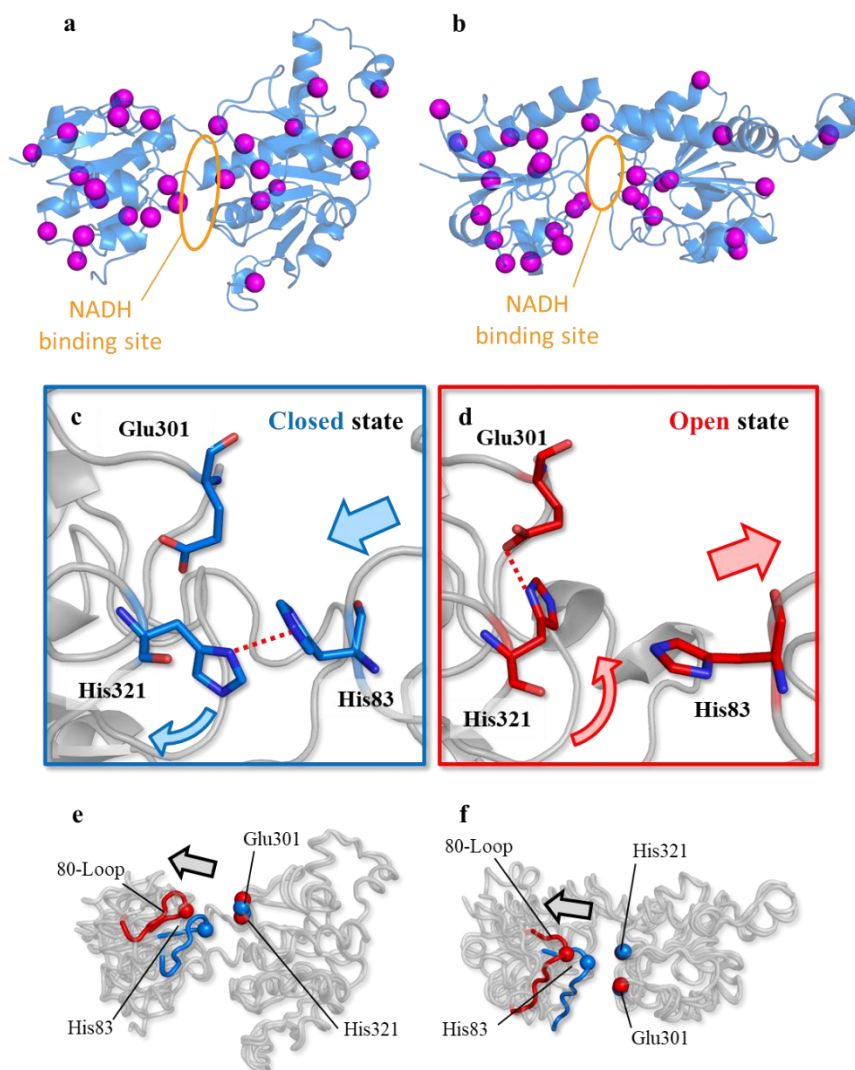 a
b
NADH
binding site
NADH
binding site
c
Closed state
Glu301
His321
His83
d
Open state
Glu301
His321
His83
e
80-Loop
Glu301
His83
His321
f
80-Loop
His321
His83
Glu301